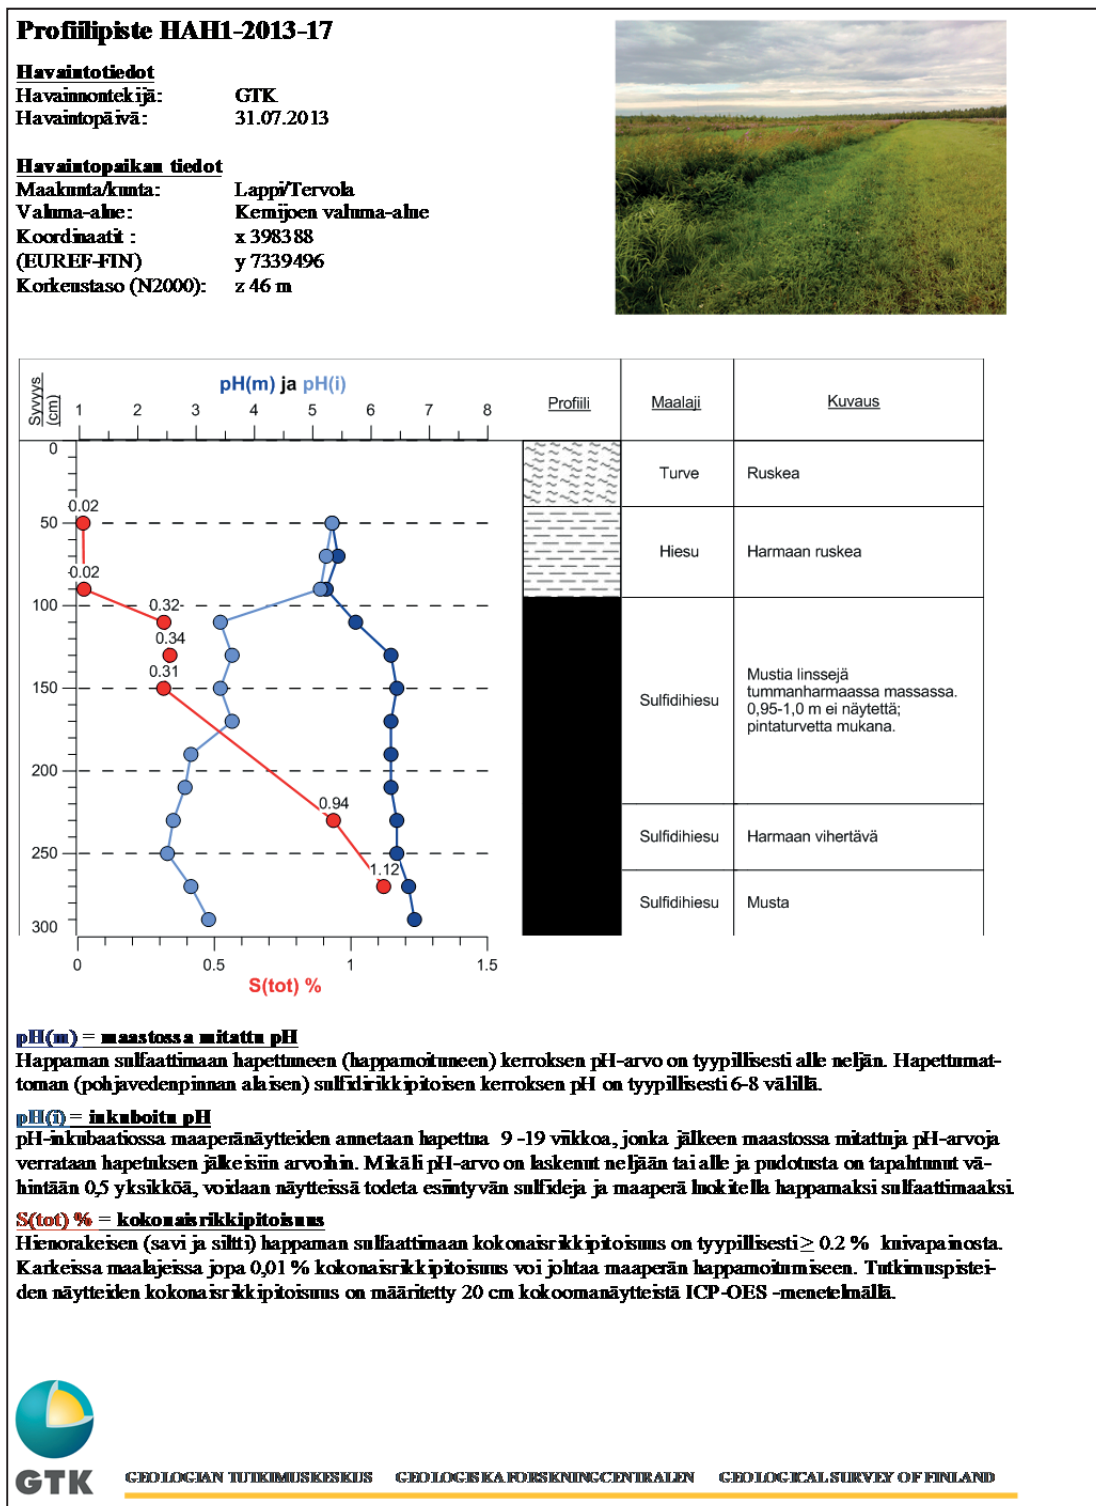 Profiilipiste HAH1-2013-17
Havaintotiedot
Havainnontekijä: GTK
Havaintopäivä: 31.07.2013
Havaintopaikan tiedot
Maakunta/kunta: Lappi/Tervola
Valuma-alue: Kemijoen valuma-alue
Koordinaatit : x 398388
(EUREF-FIN) y 7339496
Korkeustaso (N2000): z 46 m
Syvyys (cm)
pH(m) ja pH(i)
1 2 3 4 5 6 7 8
Profiili Maalaji Kuvaus
0
Turve Ruskea
0.02
50
Hiesu Harmaan ruskea
0.02
100
0.32
0.34
0.31
150
Sulfidihiesu
Mustia linssejä
tummanharmaassa massassa.
0,95-1,0 m ei näytettä;
pintaturvetta mukana.
200
0.94
Sulfidihiesu Harmaan vihertävä
250
1.12
Sulfidihiesu Musta
300
0 0.5 1 1.5
S(tot) %
pH(m) = maastossa mitattu pH
Happaman sulfaattimaan hapettuneen (happamoituneen) kerroksen pH-arvo on tyypillisesti alle neljän. Hapettumat-
toman (pohjavedenpinnan alaisen) sulfidirikkipitoisen kerroksen pH on tyypillisesti 6-8 välillä.
pH(i) = inkuboitu pH
pH-inkubaatiossa maaperänäytteiden annetaan hapettua 9 -19 viikkoa, jonka jälkeen maastossa mitattuja pH-arvoja
verrataan hapetuksen jälkeisiin arvoihin. Mikäli pH-arvo on laskenut neljään tai alle ja pudotusta on tapahtunut vä-
hintään 0,5 yksikköä, voidaan näytteissä todeta esiintyvän sulfideja ja maaperä luokitella happamaksi sulfaattimaaksi
S(tot) % = kokonaisrikkipitoisuus
Hienorakeisen (savi ja siltti) happaman sulfaattimaan kokonaisrikkipitoisuus on tyypillisesti ≥ 0.2 % kuivapainosta.
Karkeissa maalajeissa jopa 0,01 % kokonaisrikkipitoisuus voi johtaa maaperän happamoitumiseen. Tutkimuspistei-
den näytteiden kokonaisrikkipitoisuus on määritetty 20 cm kokoomanäytteistä ICP-OES -menetelmällä.
GTK
GEOLOGIAN TUTKIMUSKESKUS GEOLOGISKA FORSKNINGCENTRALEN GEOLOGICAL SURVEY OF FINLAND